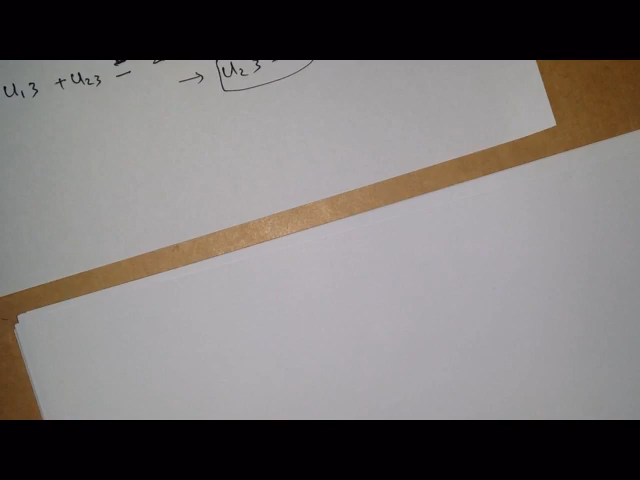 u13 + u23 - → u23 -